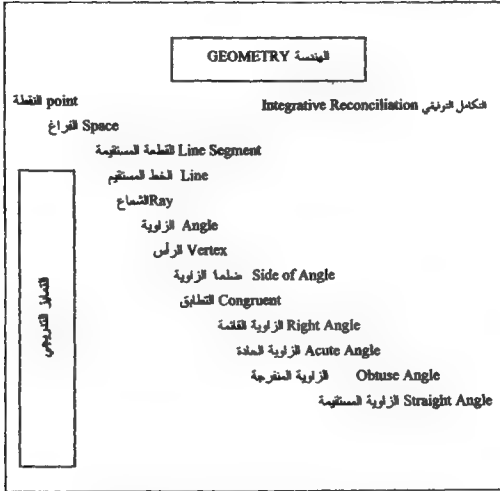 الهندسة GEOMETRY
النقطة point
التكامل التوفيقي Integrative Reconciliation
الفراغ Space
القطعة المستقيمة Line Segment
الخط المستقيم Line
الشعاع Ray
الزاوية Angle
الرأس Vertex
ضلعا الزاوية Side of Angle
التطابق Congruent
الزاوية القائمة Right Angle
الزاوية الحادة Acute Angle
الزاوية المنفرجة Obtuse Angle
الزاوية المستقيمة Straight Angle
التمايز التدريجي